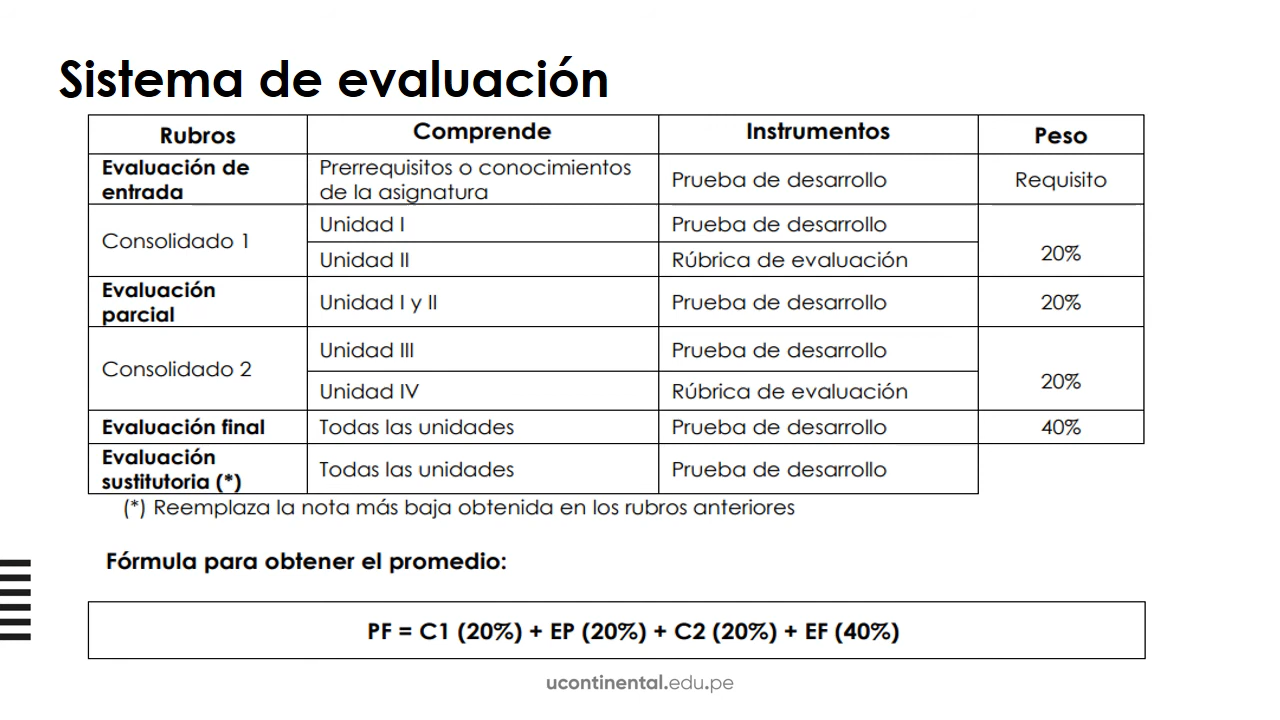 Sistema de evaluación
Rubros Comprende Instrumentos Peso
Evaluación de entrada Prerrequisitos o conocimientos de la asignatura Prueba de desarrollo Requisito
Consolidado 1 Unidad I Prueba de desarrollo 20%
Unidad II Rúbrica de evaluación
Evaluación parcial Unidad I y II Prueba de desarrollo 20%
Consolidado 2 Unidad III Prueba de desarrollo 20%
Unidad IV Rúbrica de evaluación
Evaluación final Todas las unidades Prueba de desarrollo 40%
Evaluación sustitutoria (*) Todas las unidades Prueba de desarrollo
(*) Reemplaza la nota más baja obtenida en los rubros anteriores
Fórmula para obtener el promedio:
PF = C1 (20%) + EP (20%) + C2 (20%) + EF (40%)
ucontinental.edu.pe